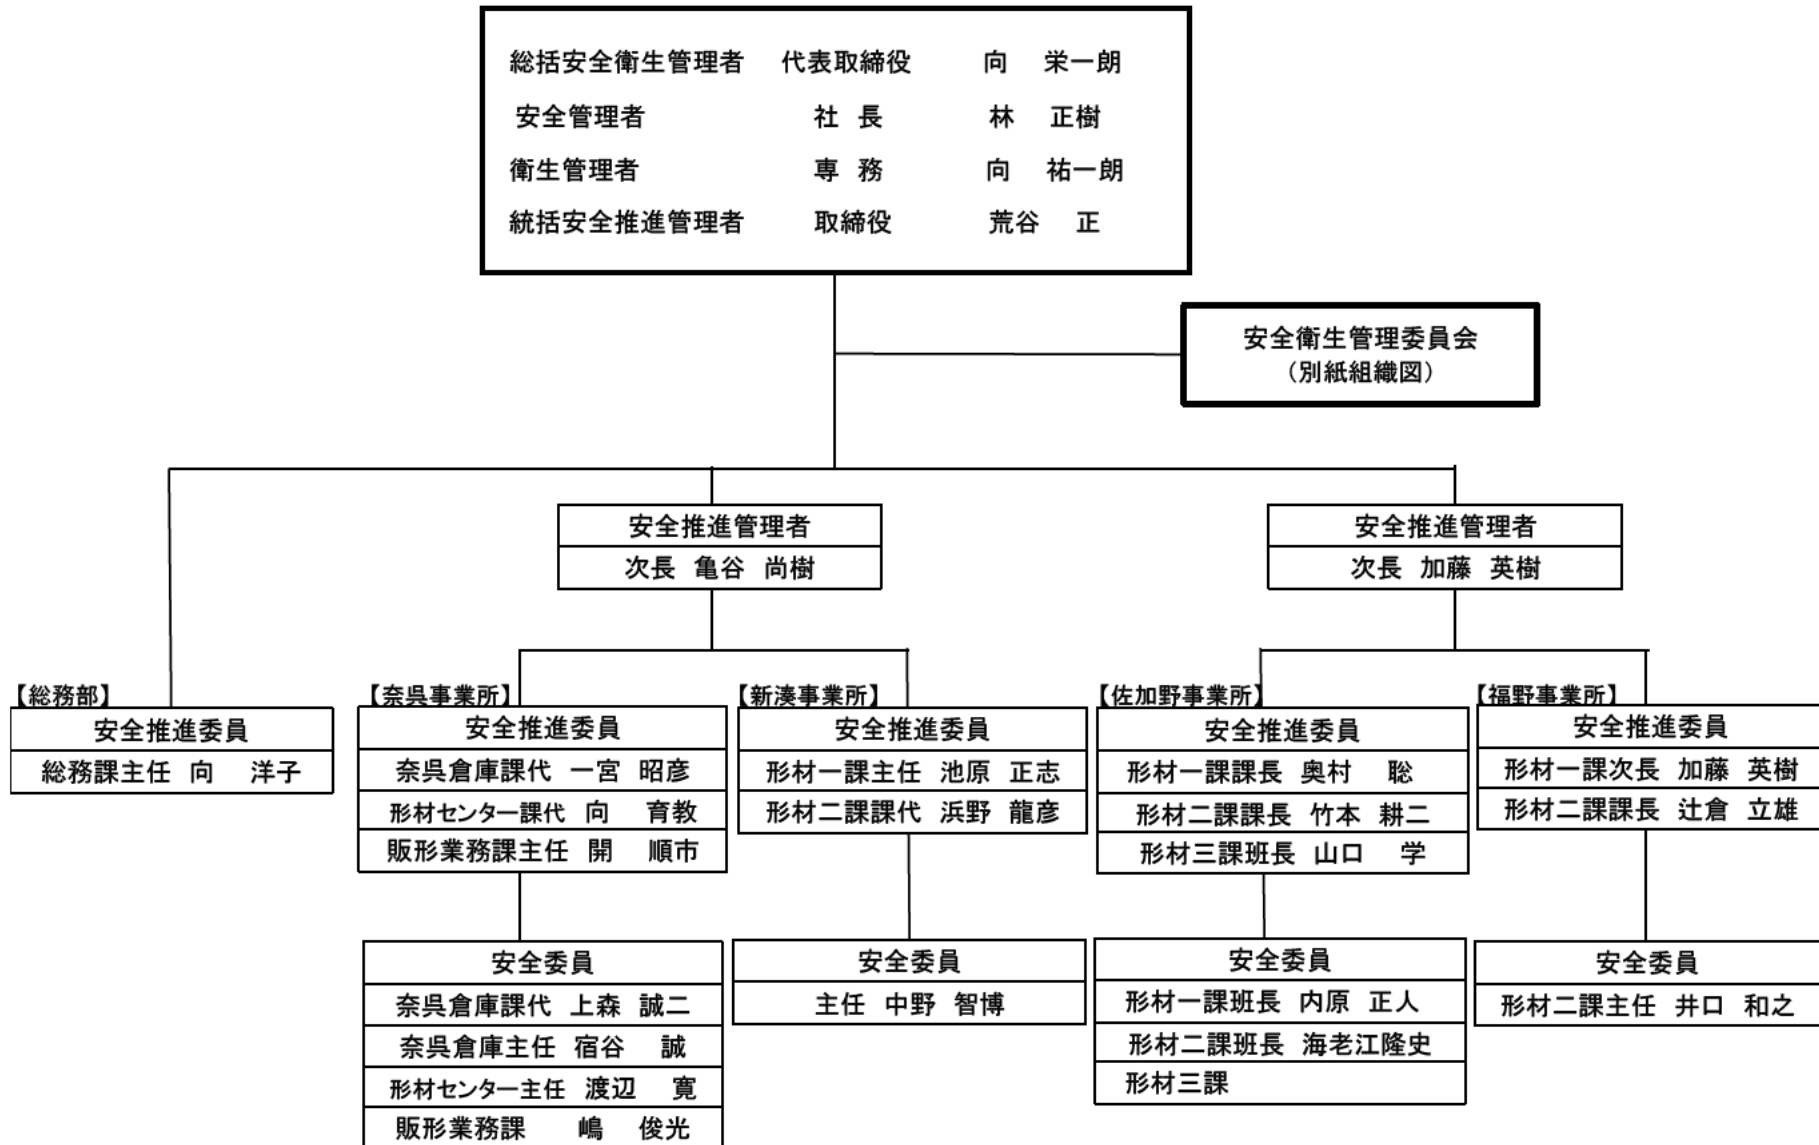 総括安全衛生管理者 代表取締役 向 栄一朗
安全管理者 社 長 林 正樹
衛生管理者 専 務 向 祐一朗
統括安全推進管理者 取締役 荒谷 正
安全衛生管理委員会
（別紙組織図）
安全推進管理者
次長 亀谷 尚樹
安全推進管理者
次長 加藤 英樹
【総務部】
安全推進委員
総務課主任 向 洋子
【奈呉事業所】
安全推進委員
奈呉倉庫課代 一宮 昭彦
形材センター課代 向 育教
販形業務課主任 開 順市
【新湊事業所】
安全推進委員
形材一課主任 池原 正志
形材二課課代 浜野 龍彦
【佐加野事業所】
安全推進委員
形材一課課長 奥村 聡
形材二課課長 竹本 耕二
形材三課班長 山口 学
【福野事業所】
安全推進委員
形材一課次長 加藤 英樹
形材二課課長 辻倉 立雄
安全委員
奈呉倉庫課代 上森 誠二
奈呉倉庫主任 宿谷 誠
形材センター主任 渡辺 寛
販形業務課 嶋 俊光
安全委員
主任 中野 智博
安全委員
形材一課班長 内原 正人
形材二課班長 海老江隆史
形材三課
安全委員
形材二課主任 井口 和之